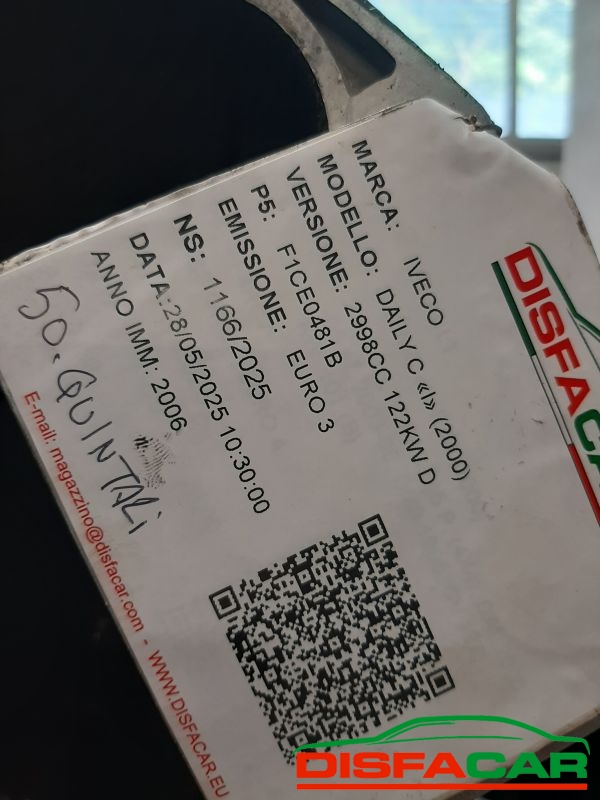 DISFACA
MARCA: IVECO
MODELLO: DAILY C «I» (2000)
VERSIONE: 2998CC 122KW D
P5: F1CE0481B
EMISSIONE: EURO 3
NS: 1166/2025
DATA: 28/05/2025 10:30:00
ANNO IMM: 2006
50. QUINTALI
E-mail: magazzino@disfacar.com - WWW.DISFACAR.EU
DISFACAR